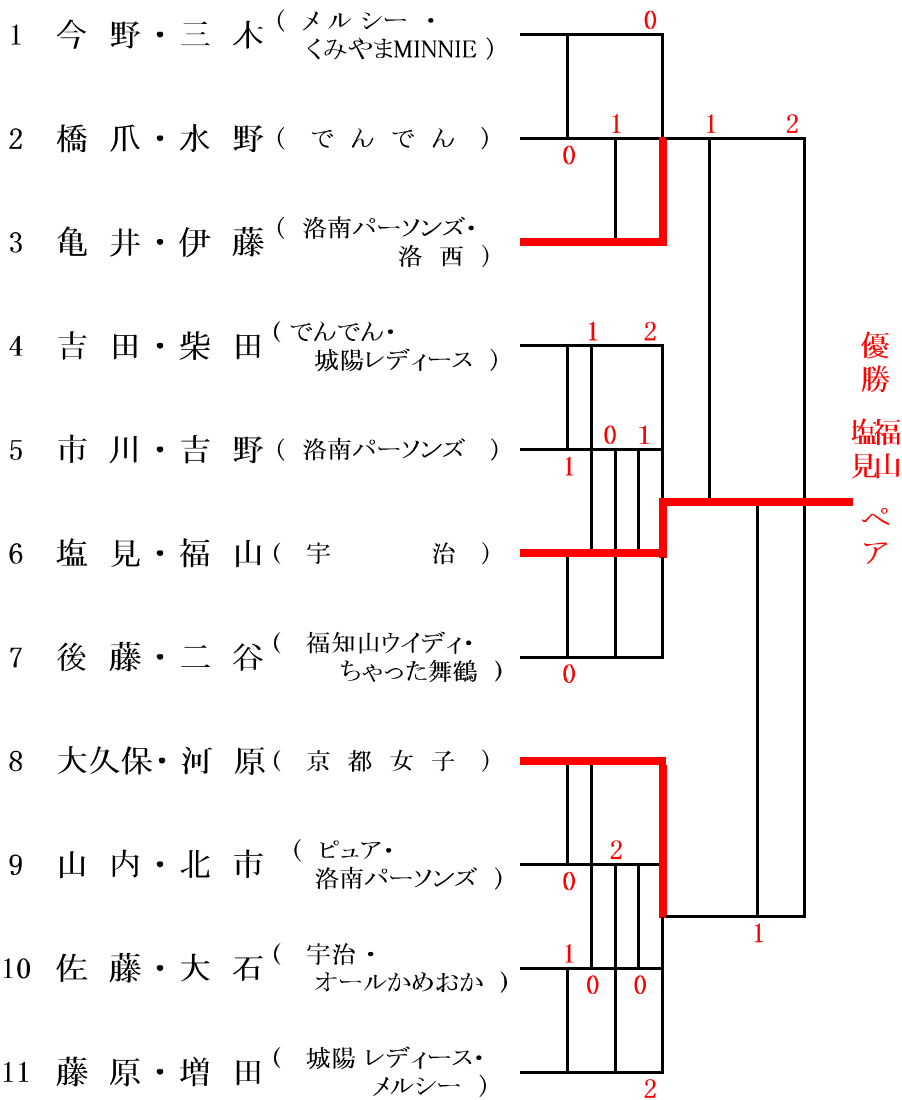 0
1 今野・三木 (メルシー・
くみやまMINNIE)
1 1 2
2 橋爪・水野 (でんでん)
0
3 亀井・伊藤 (洛南パーソンズ・
洛西)
1 2
4 吉田・柴田 (でんでん・
城陽レディース)
0 1
5 市川・吉野 (洛南パーソンズ)
1
6 塩見・福山 (宇治)
7 後藤・二谷 (福知山ウイディ・
ちゃった舞鶴)
0
8 大久保・河原 (京都女子)
2
9 山内・北市 (ピュア・
洛南パーソンズ)
0
1
1
10 佐藤・大石 (宇治・
オールかめおか)
0 0
11 藤原・増田 (城陽レディース・
メルシー)
2
優勝
福山
塩見
ペア